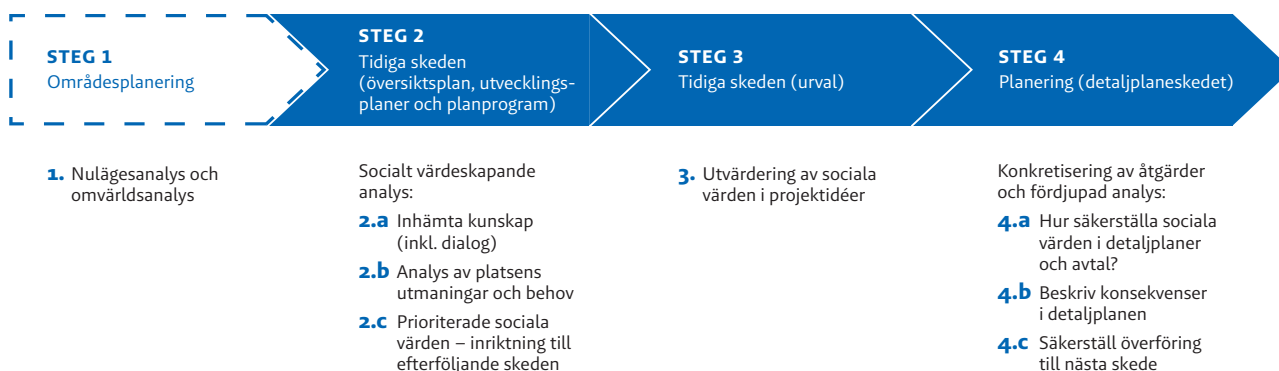 STEG 1
Områdesplanering
STEG 2
Tidiga skeden
(översiktsplan, utvecklings-
planer och planprogram)
STEG 3
Tidiga skeden (urval)
STEG 4
Planering (detaljplaneskedet)
1. Nulägesanalys och
omvärldsanalys
Socialt värdeskapande
analys:
2.a Inhämta kunskap
(inkl. dialog)
2.b Analys av platsens
utmaningar och behov
2.c Prioriterade sociala
värden – inriktning till
efterföljande skeden
3. Utvärdering av sociala
värden i projektidéer
Konkretisering av åtgärder
och fördjupad analys:
4.a Hur säkerställa sociala
värden i detaljplaner
och avtal?
4.b Beskriv konsekvenser
i detaljplanen
4.c Säkerställ överföring
till nästa skede